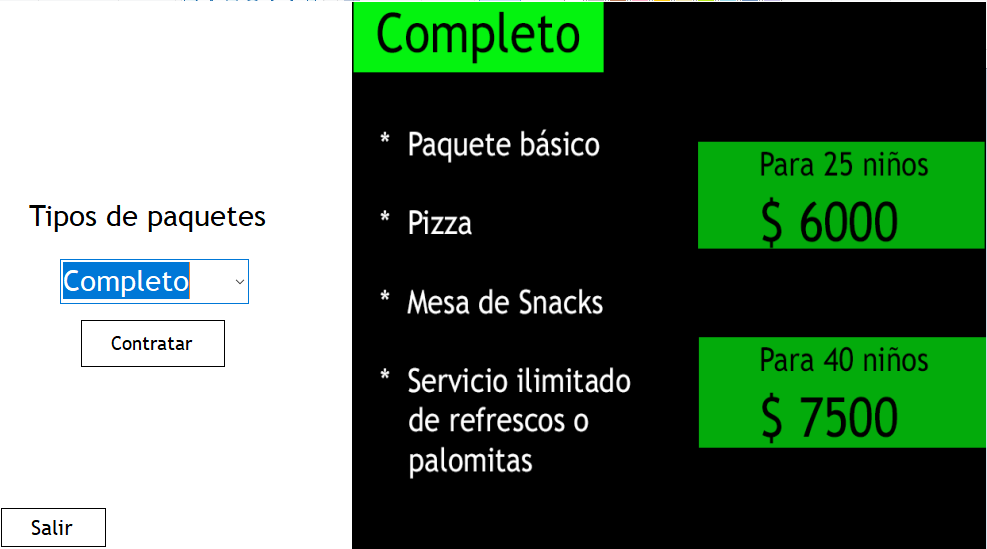 Tipos de paquetes
Completo
Contratar
Salir
Completo
* Paquete básico
* Pizza
* Mesa de Snacks
* Servicio ilimitado
de refrescos o
palomitas
Para 25 niños
$ 6000
Para 40 niños
$ 7500